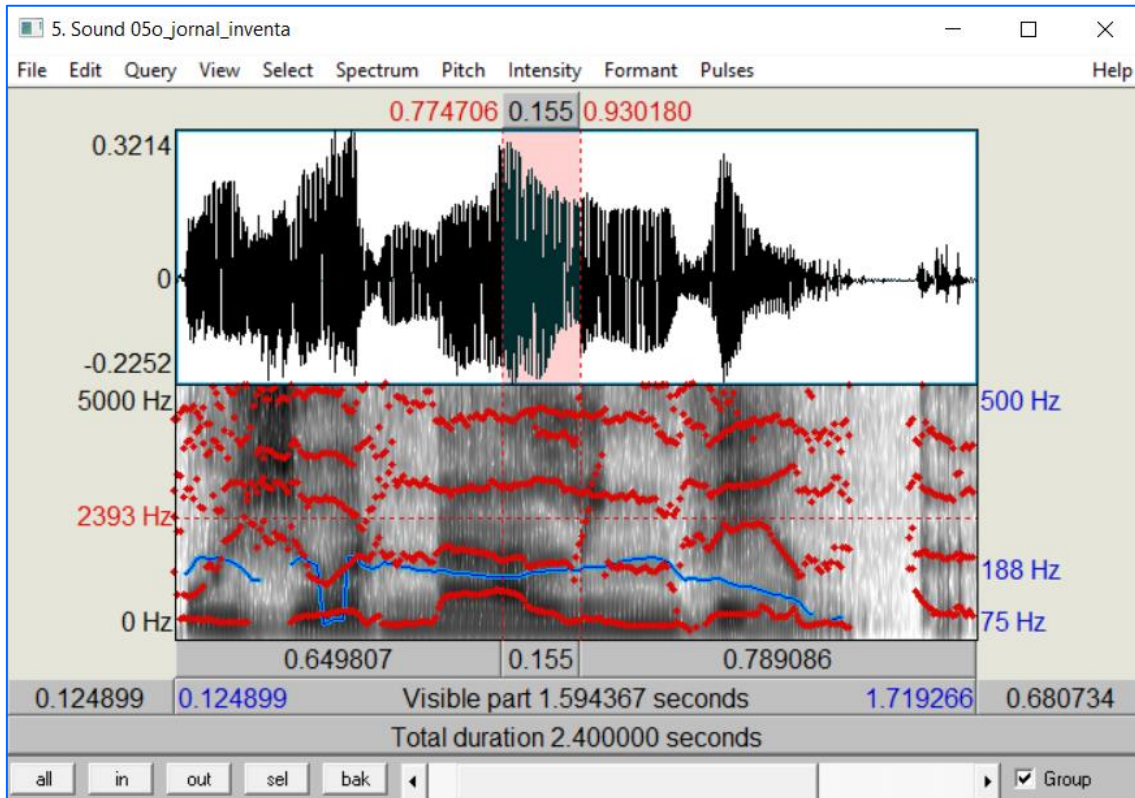 5. Sound 05o_jornal_inventa
File Edit Query View Select Spectrum Pitch Intensity Formant Pulses Help
0.774706 0.155 0.930180
0.3214
0
-0.2252
5000 Hz 500 Hz
2393 Hz
188 Hz
0 Hz 75 Hz
0.649807 0.155 0.789086
0.124899 0.124899 Visible part 1.594367 seconds 1.719266 0.680734
Total duration 2.400000 seconds
all in out sel bak Group